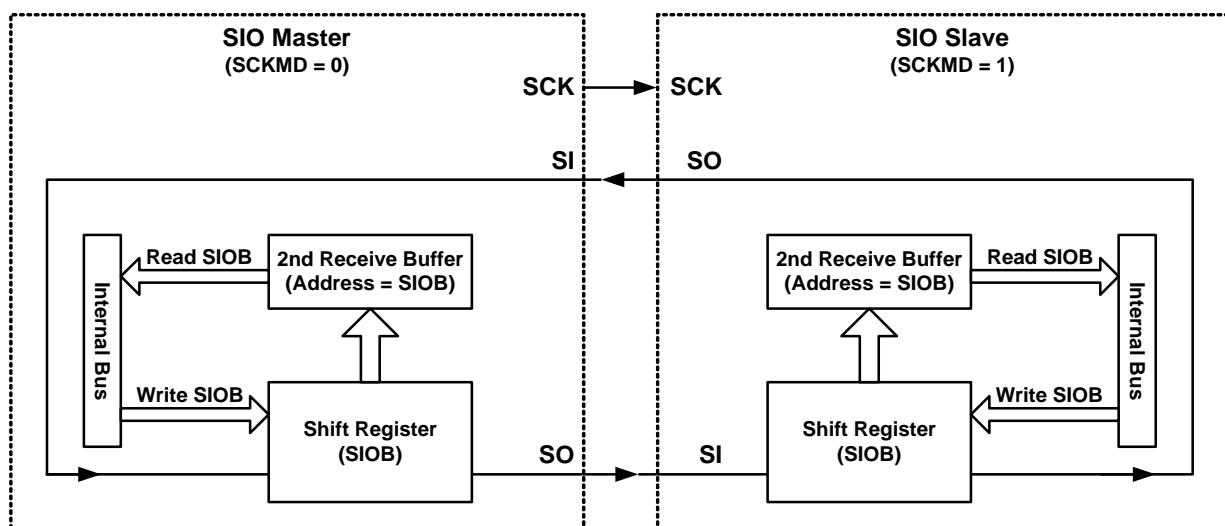 SIO Master
(SCKMD = 0)
SIO Slave
(SCKMD = 1)
SCK
SCK
SI
SO
Read SIOB
2nd Receive Buffer
(Address = SIOB)
2nd Receive Buffer
(Address = SIOB)
Read SIOB
Internal Bus
Internal Bus
Write SIOB
Shift Register
(SIOB)
Shift Register
(SIOB)
Write SIOB
SO
SI